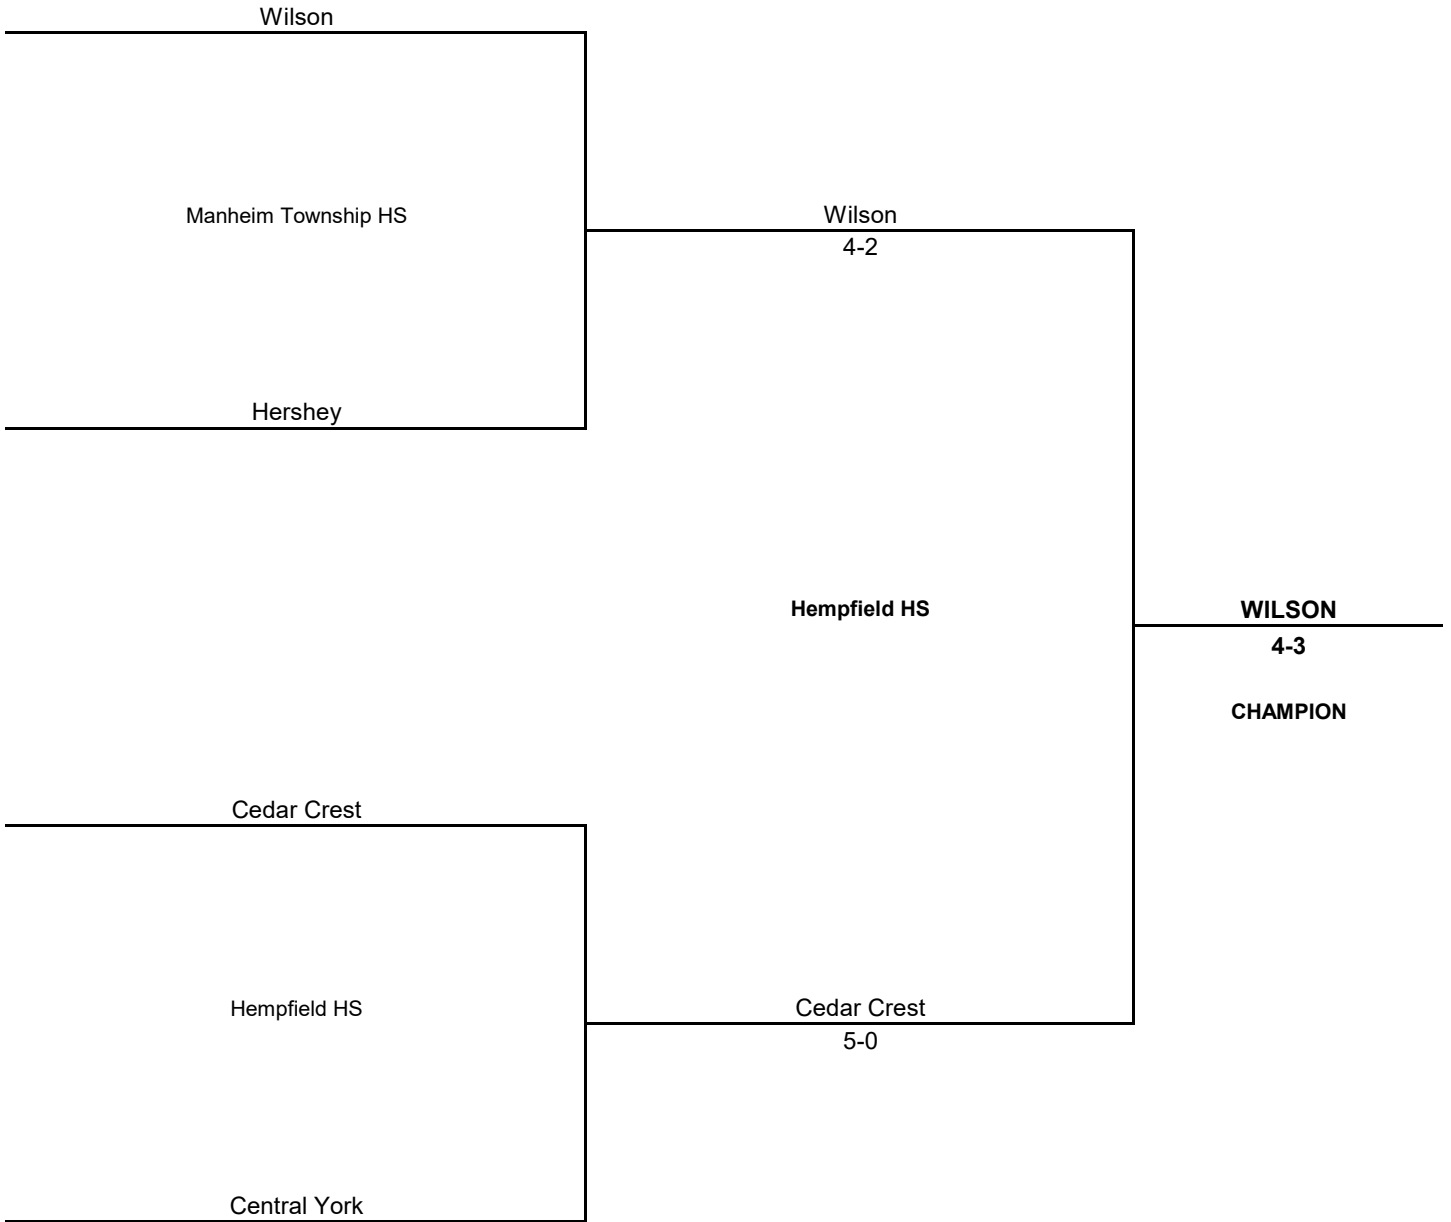 Wilson
Manheim Township HS
Wilson
4-2
Hershey
Hempfield HS
WILSON
4-3
CHAMPION
Cedar Crest
Hempfield HS
Cedar Crest
5-0
Central York